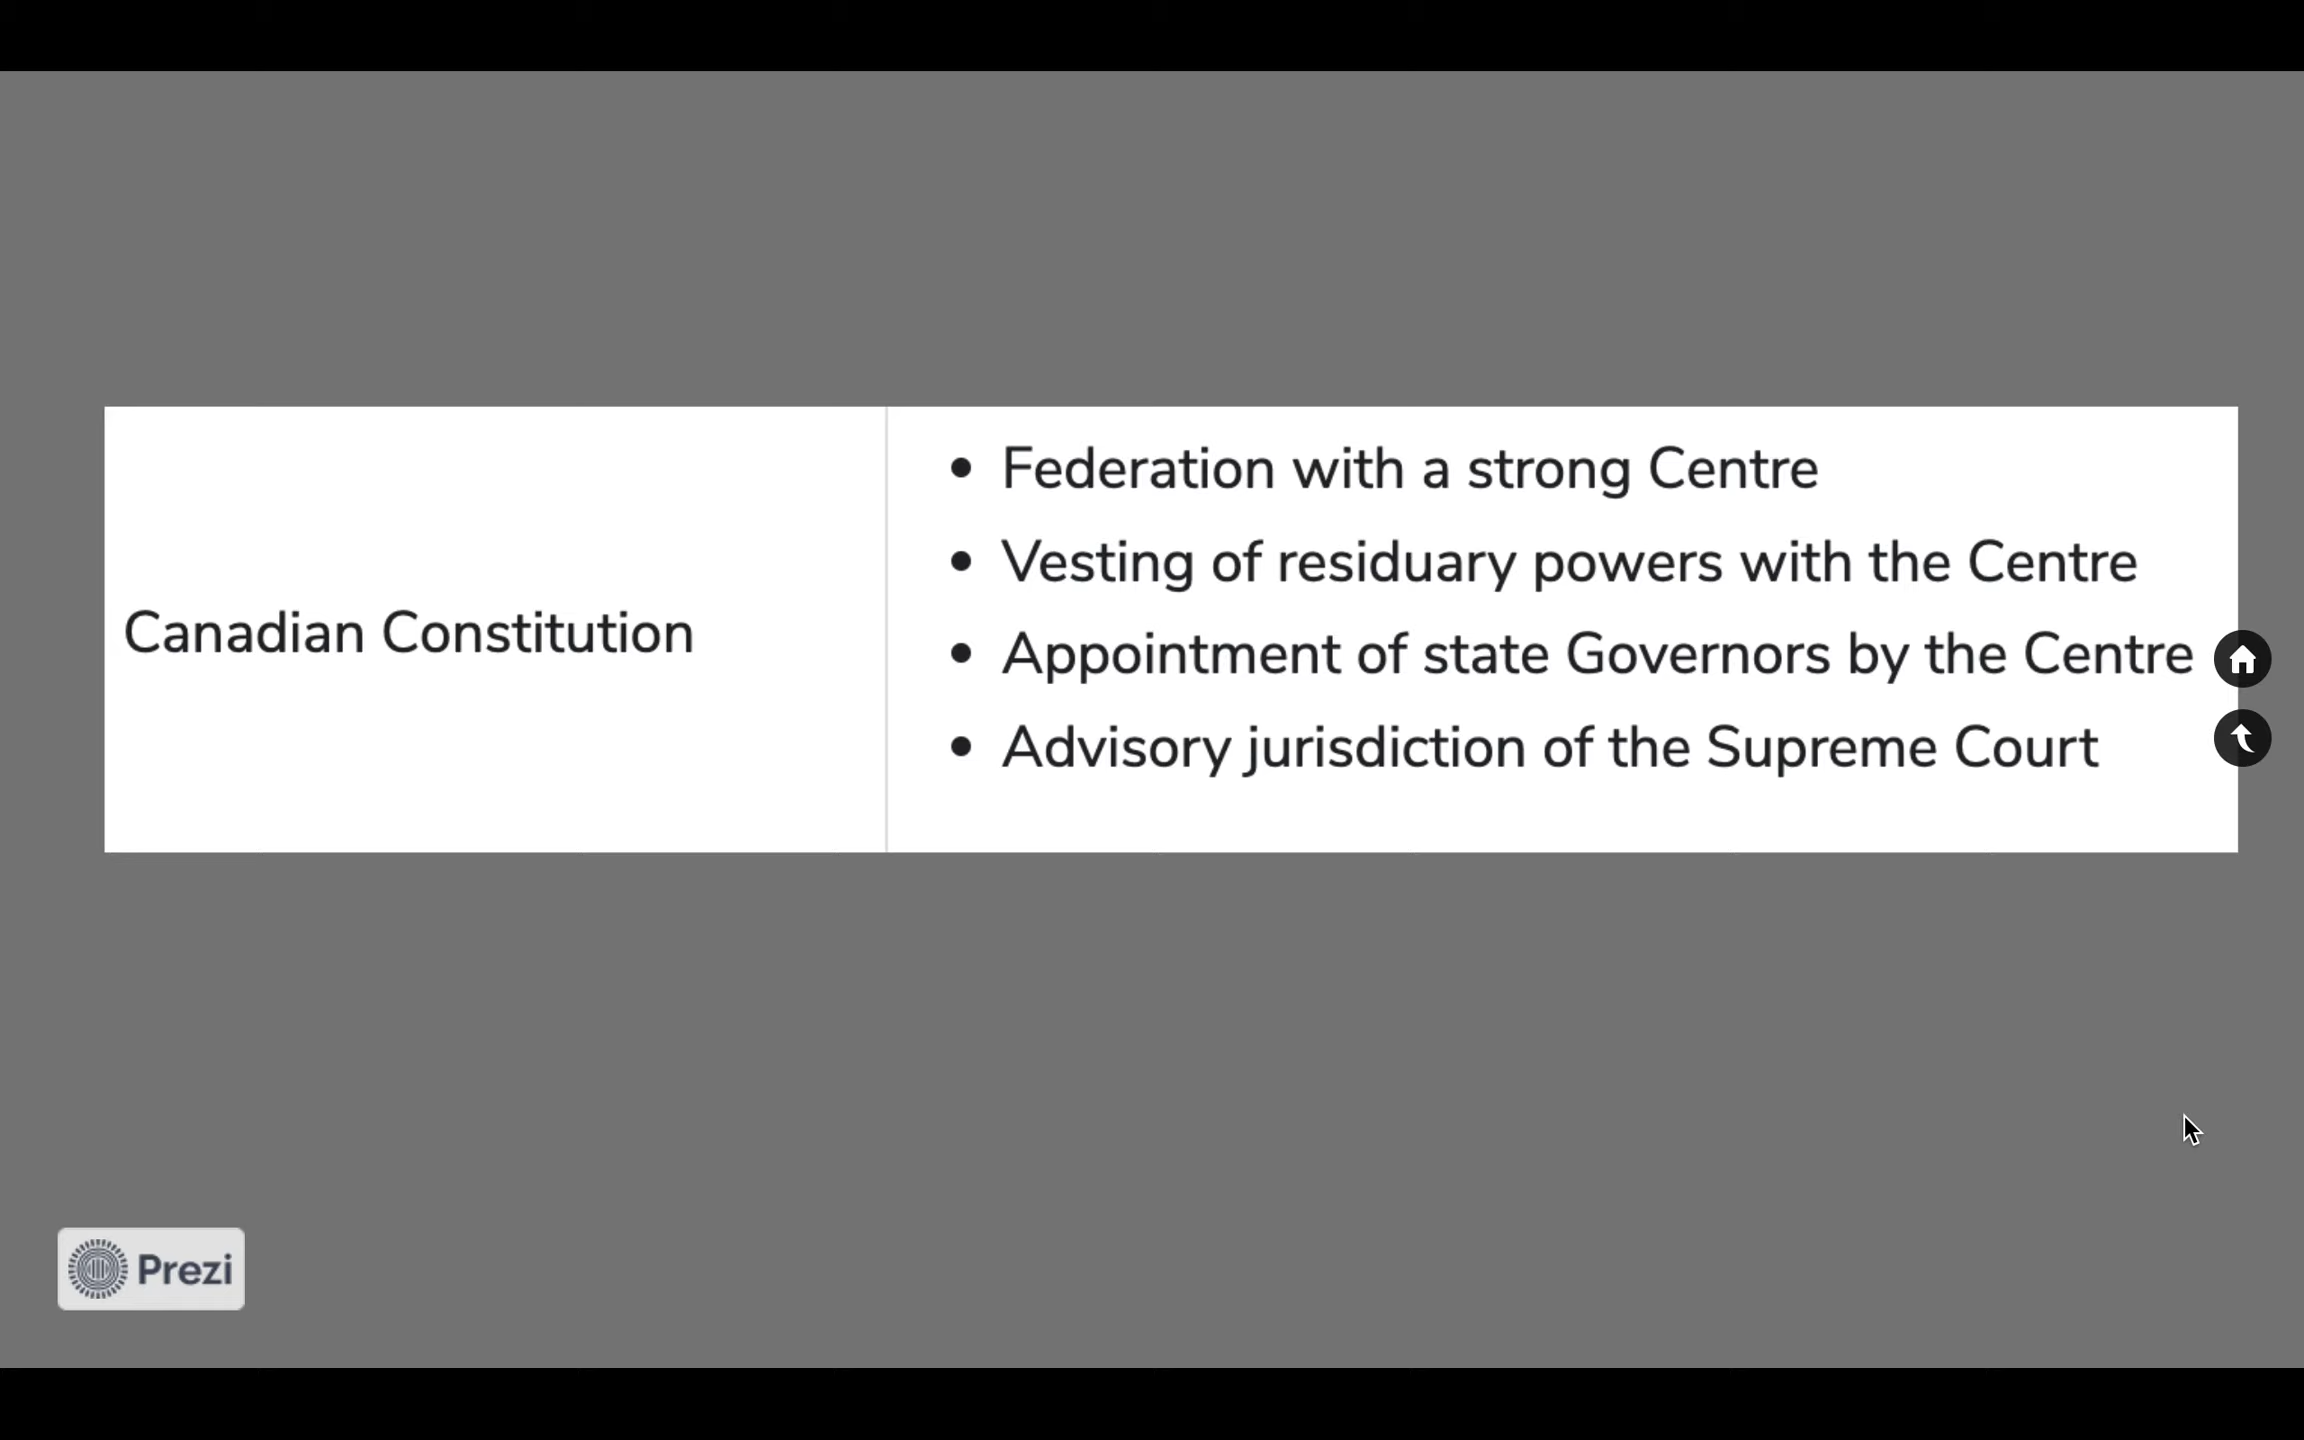 Canadian Constitution
• Federation with a strong Centre
• Vesting of residuary powers with the Centre
• Appointment of state Governors by the Centre
• Advisory jurisdiction of the Supreme Court
Prezi